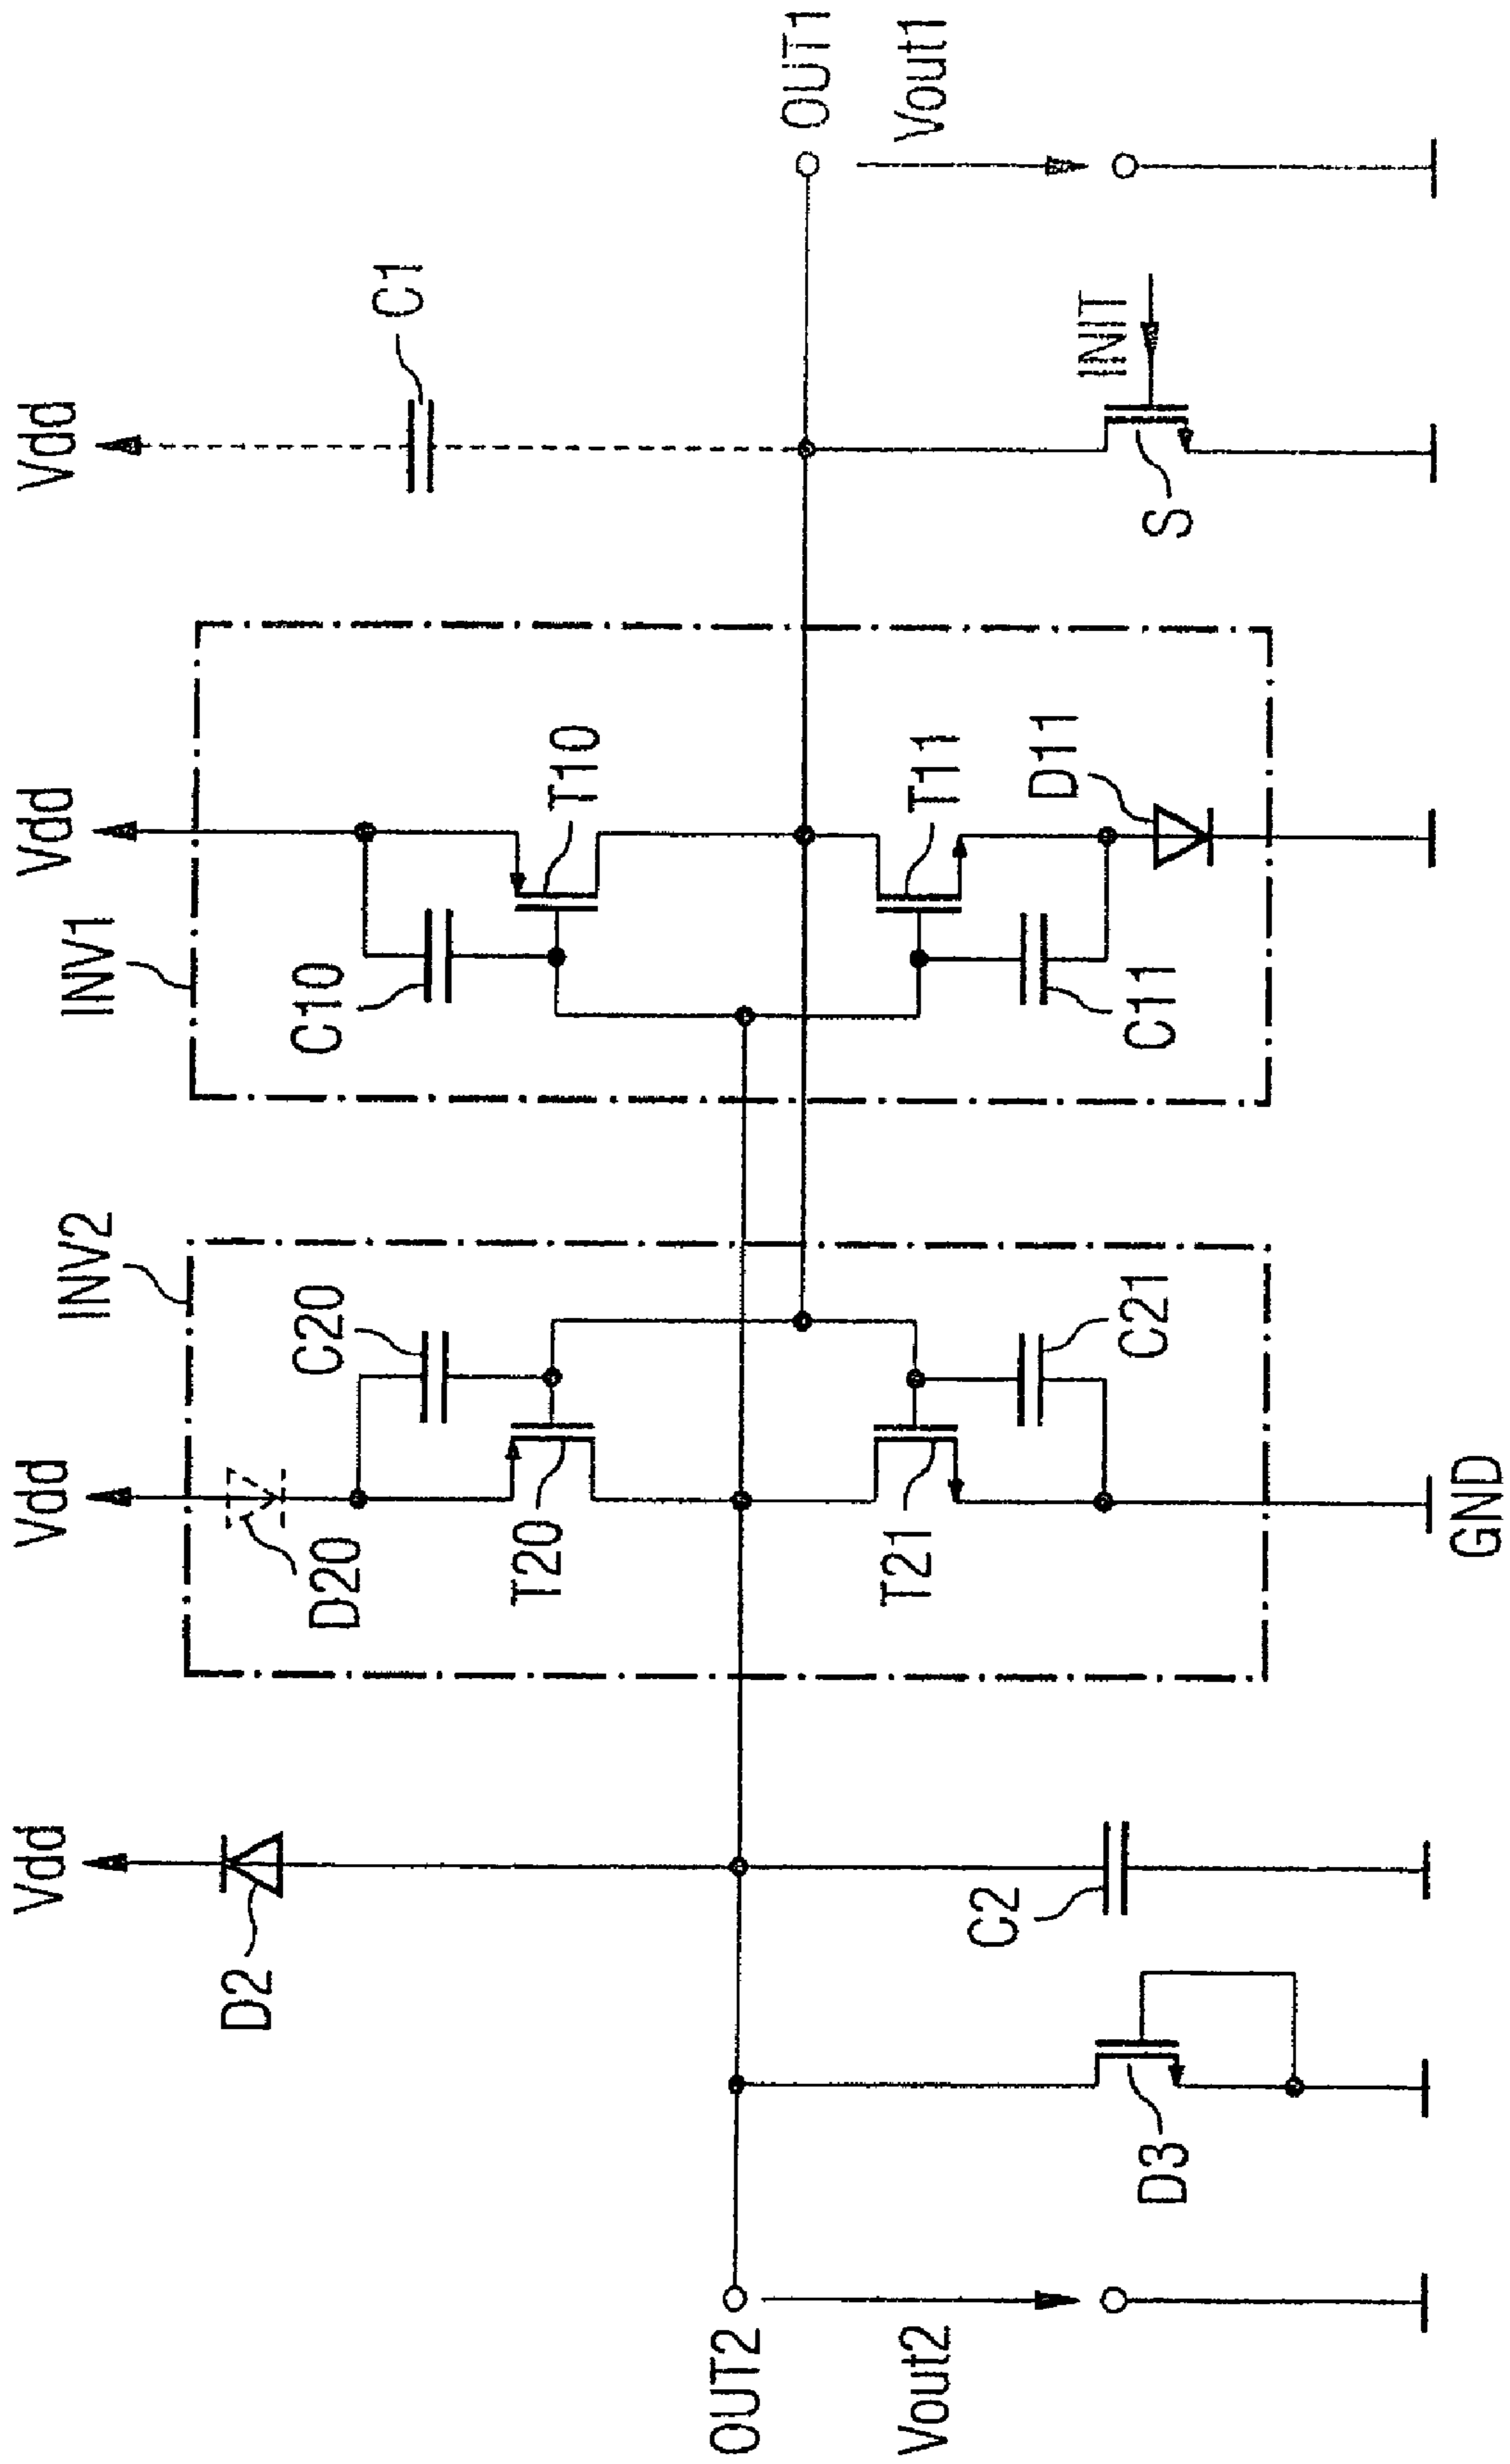 Vdd
Vdd
Vdd
Vdd
INV2
INV1
C1
D2
D20
C20
C10
T20
T10
OUT2
OUT1
Vout2
Vout1
T21
T11
C2
D3
C21
C11
D11
INIT
S
GND